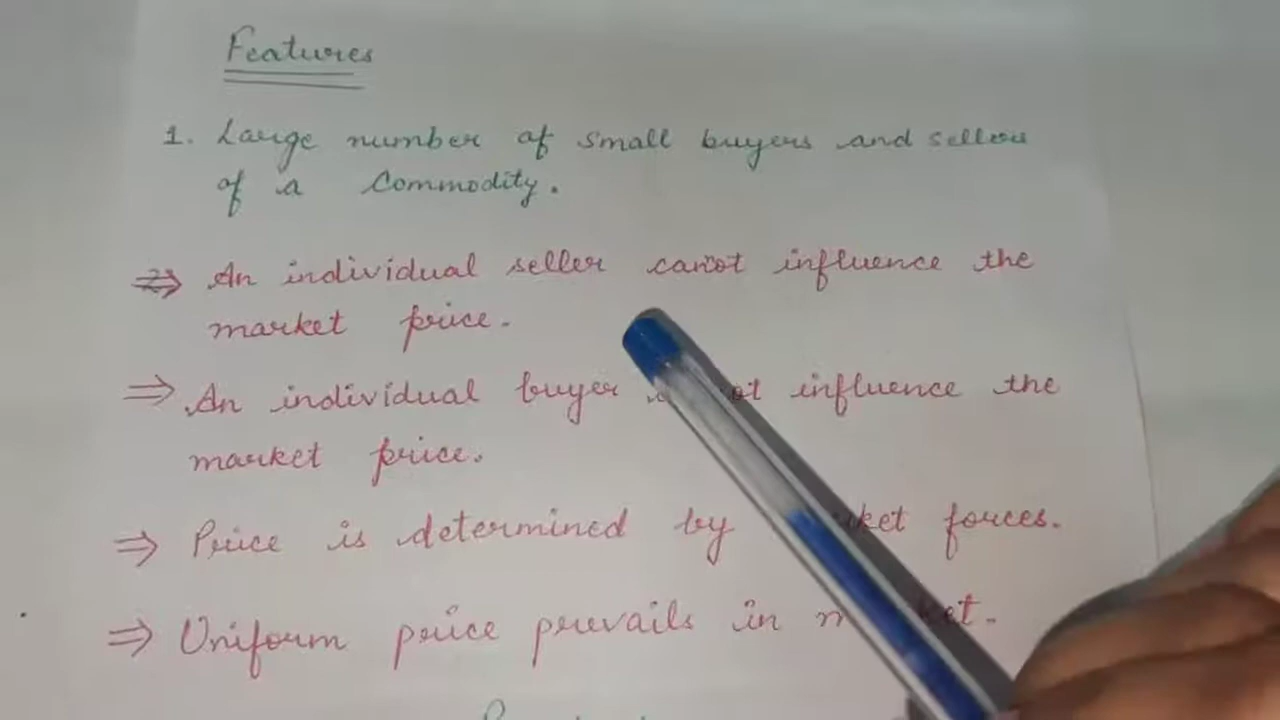 Features
1. Large number of small buyers and sellers
of a Commodity.
⇒ An individual seller cannot influence the
market price.
⇒ An individual buyer influence the
market price.
⇒ Price is determined by forces.
⇒ Uniform price prevails in